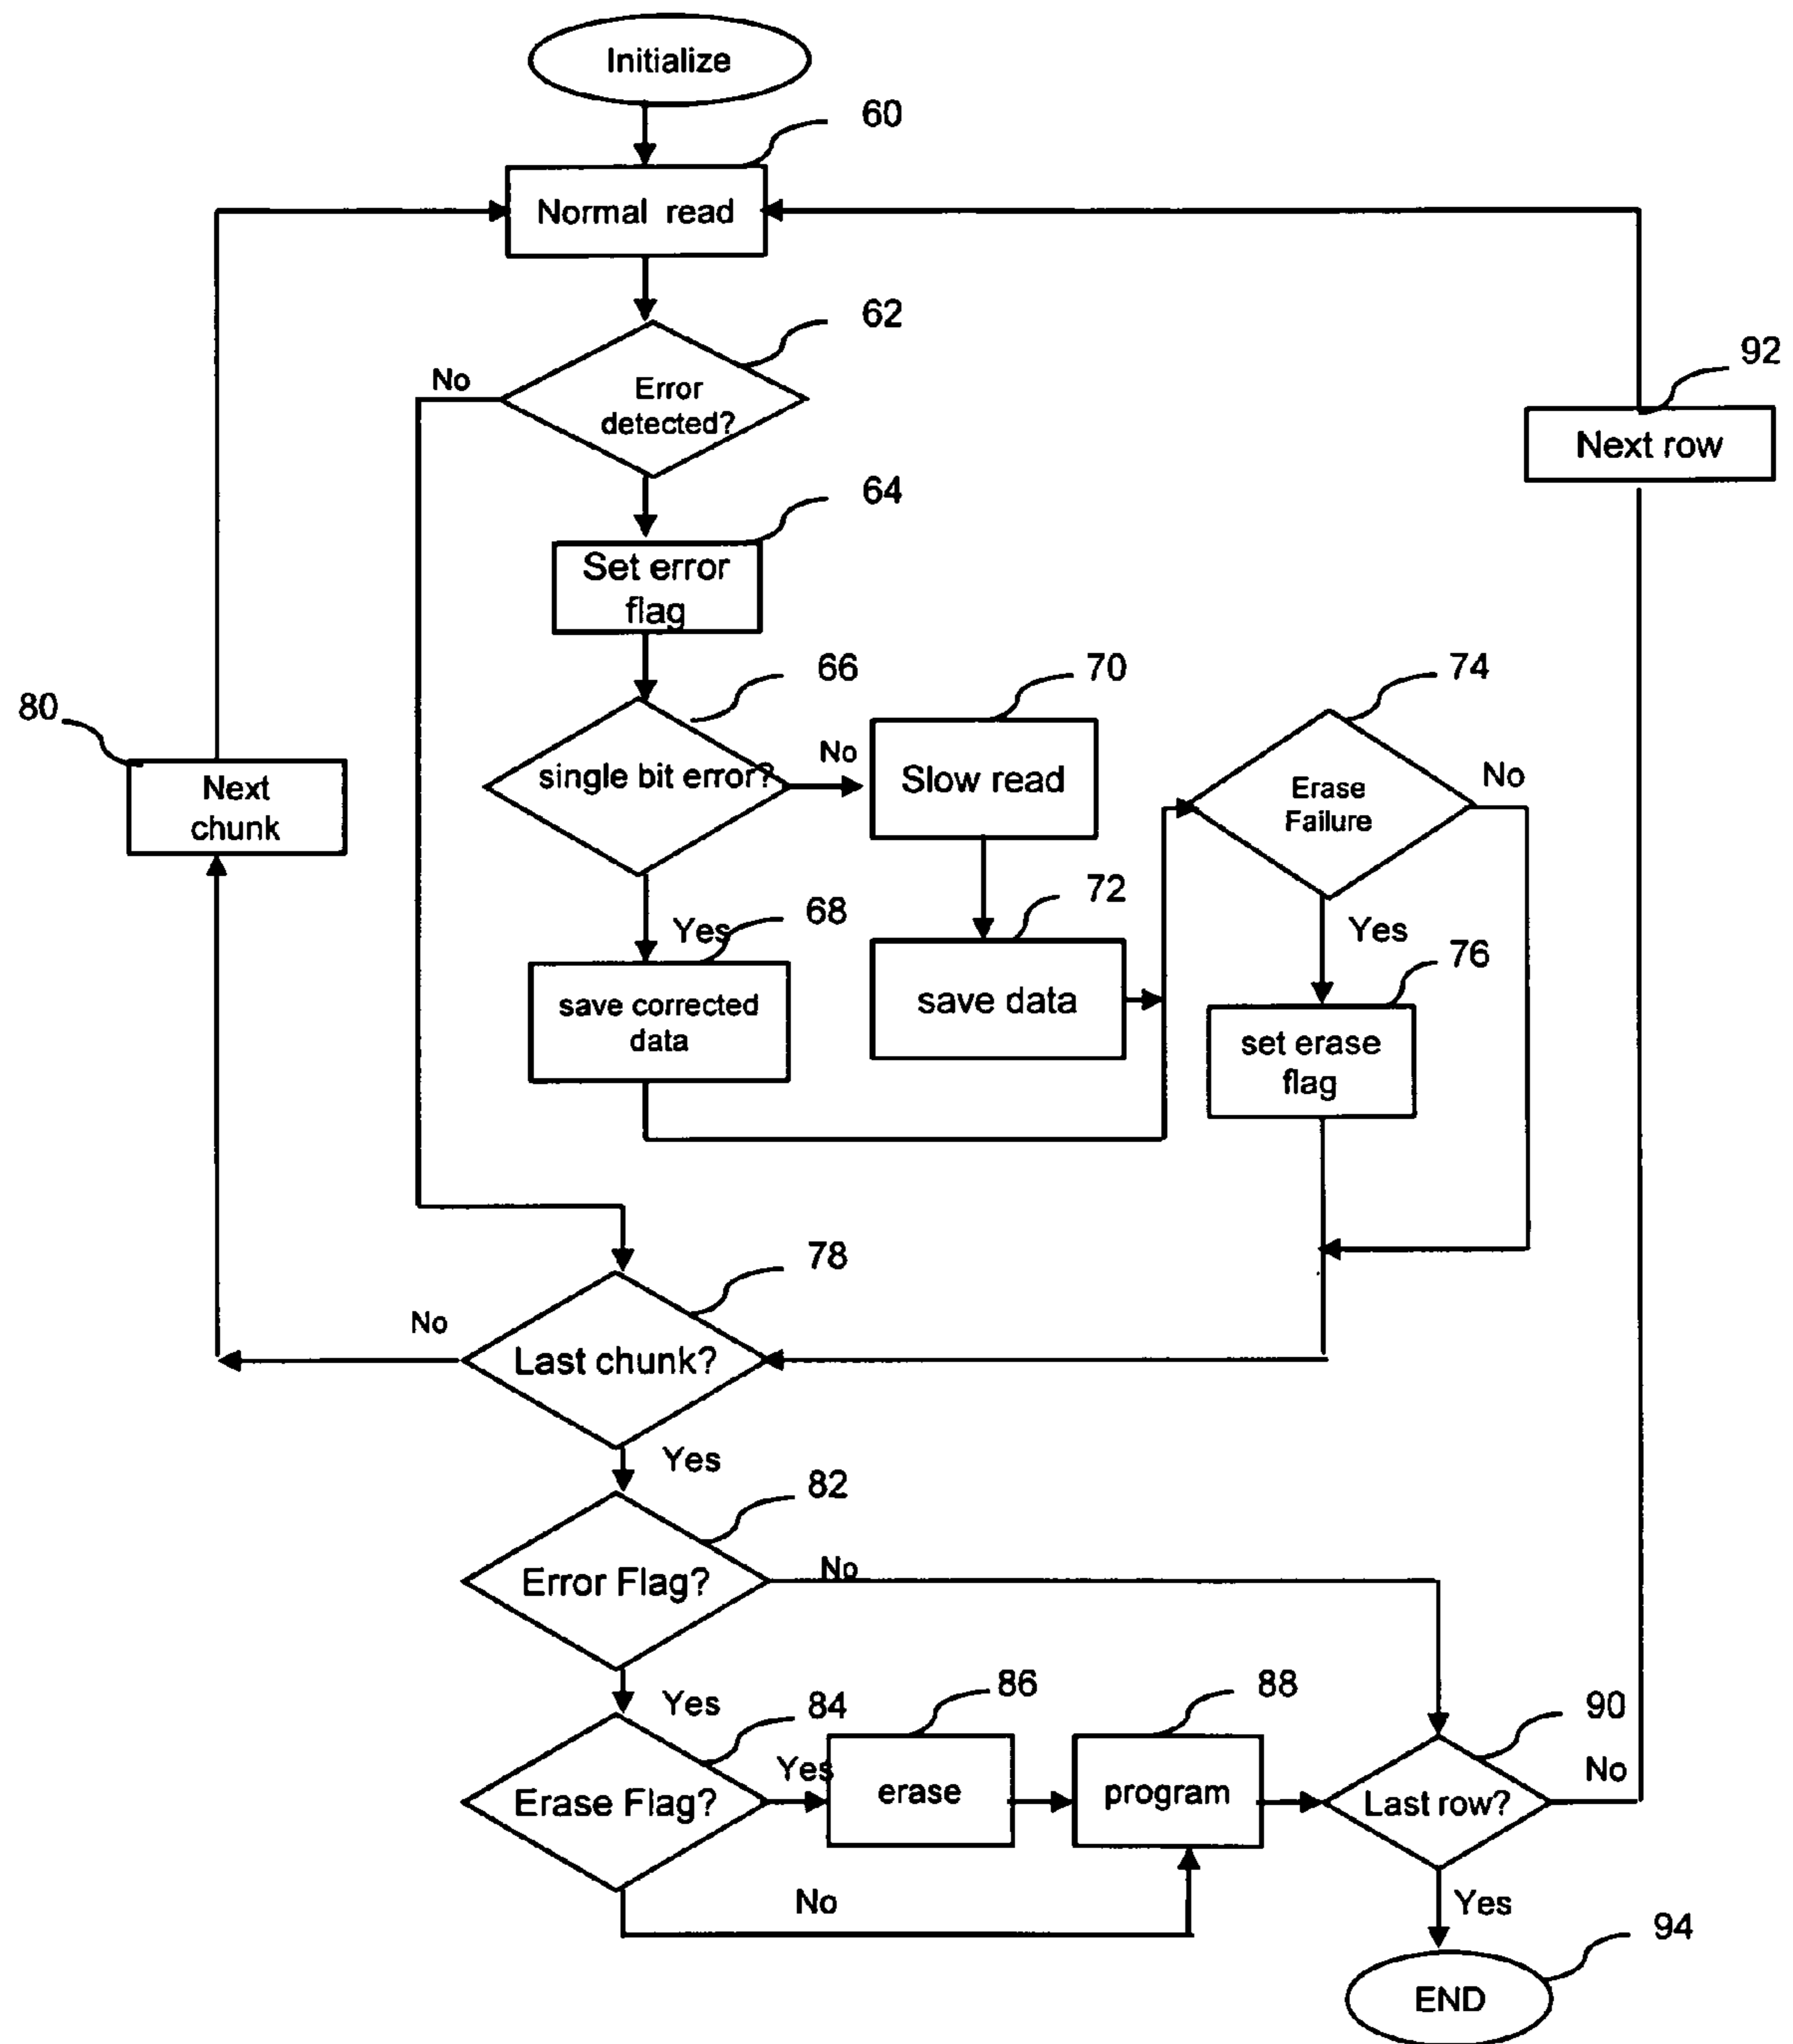 Initialize
60
Normal read
62
No
Error
detected?
92
Next row
64
Set error
flag
66
single bit error?
No
70
Slow read
74
Erase
Failure
No
80
Next
chunk
Yes
68
save corrected
data
72
save data
Yes
76
set erase
flag
78
No
Last chunk?
Yes
82
Error Flag?
No
Yes
84
Erase Flag?
Yes
86
erase
88
program
90
Last row?
No
No
Yes
94
END